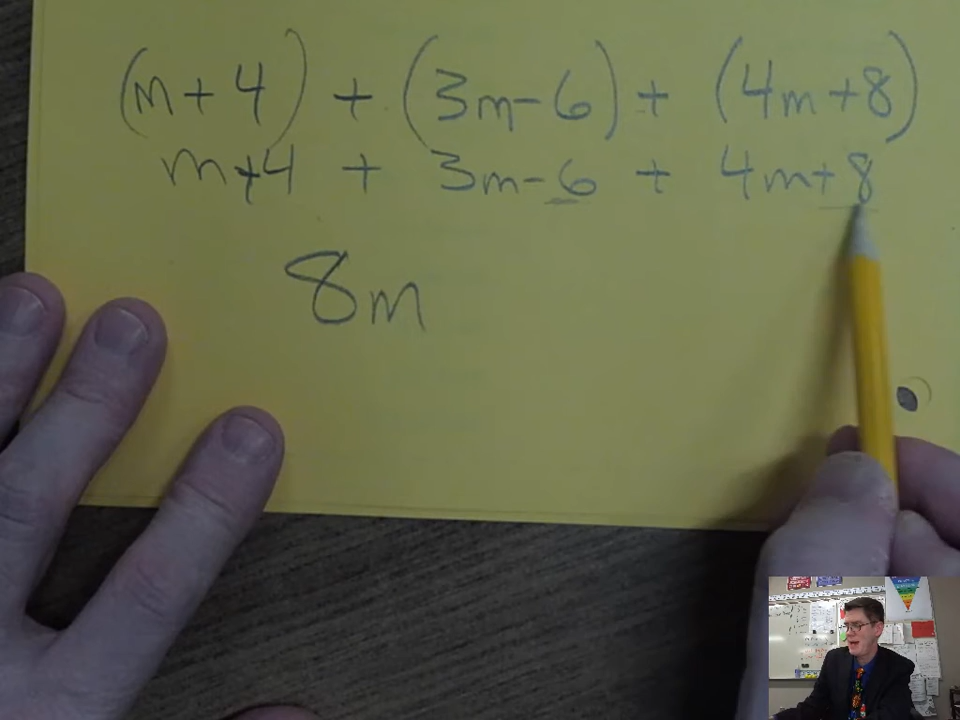 (m+4) + (3m-6) + (4m+8)
m+4 + 3m-6 + 4m+8
8m